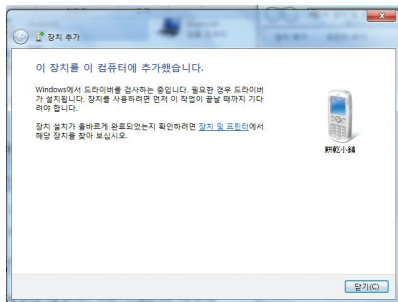 장치 추가
이 장치를 이 컴퓨터에 추가했습니다.
Windows에서 드라이버를 검사하는 중입니다. 필요한 경우 드라이버
가 설치됩니다. 장치를 사용하려면 먼저 이 작업이 끝날 때까지 기다
려야 합니다.
장치 설치가 올바르게 완료되었는지 확인하려면 장치 및 프린터에서
해당 장치를 찾아 보십시오.
餅乾小鋪
닫기(C)